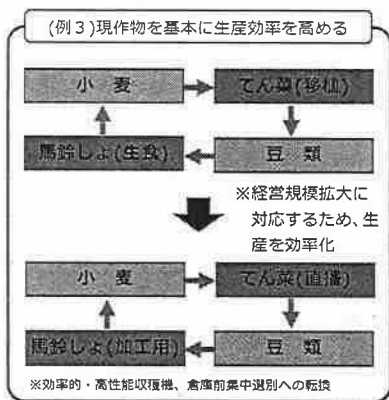 (例３)現作物を基本に生産効率を高める
小 麦
てん菜(移植)
馬鈴しょ(生食)
豆 類
※経営規模拡大に
対応するため、生
産を効率化
小 麦
てん菜(直播)
馬鈴しょ(加工用)
豆 類
※効率的・高性能収穫機、倉庫前集中選別への転換